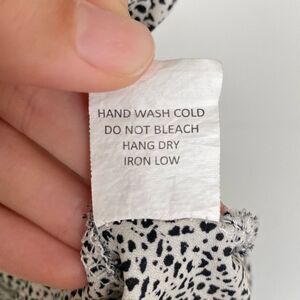 HAND WASH COLD
DO NOT BLEACH
HANG DRY
IRON LOW